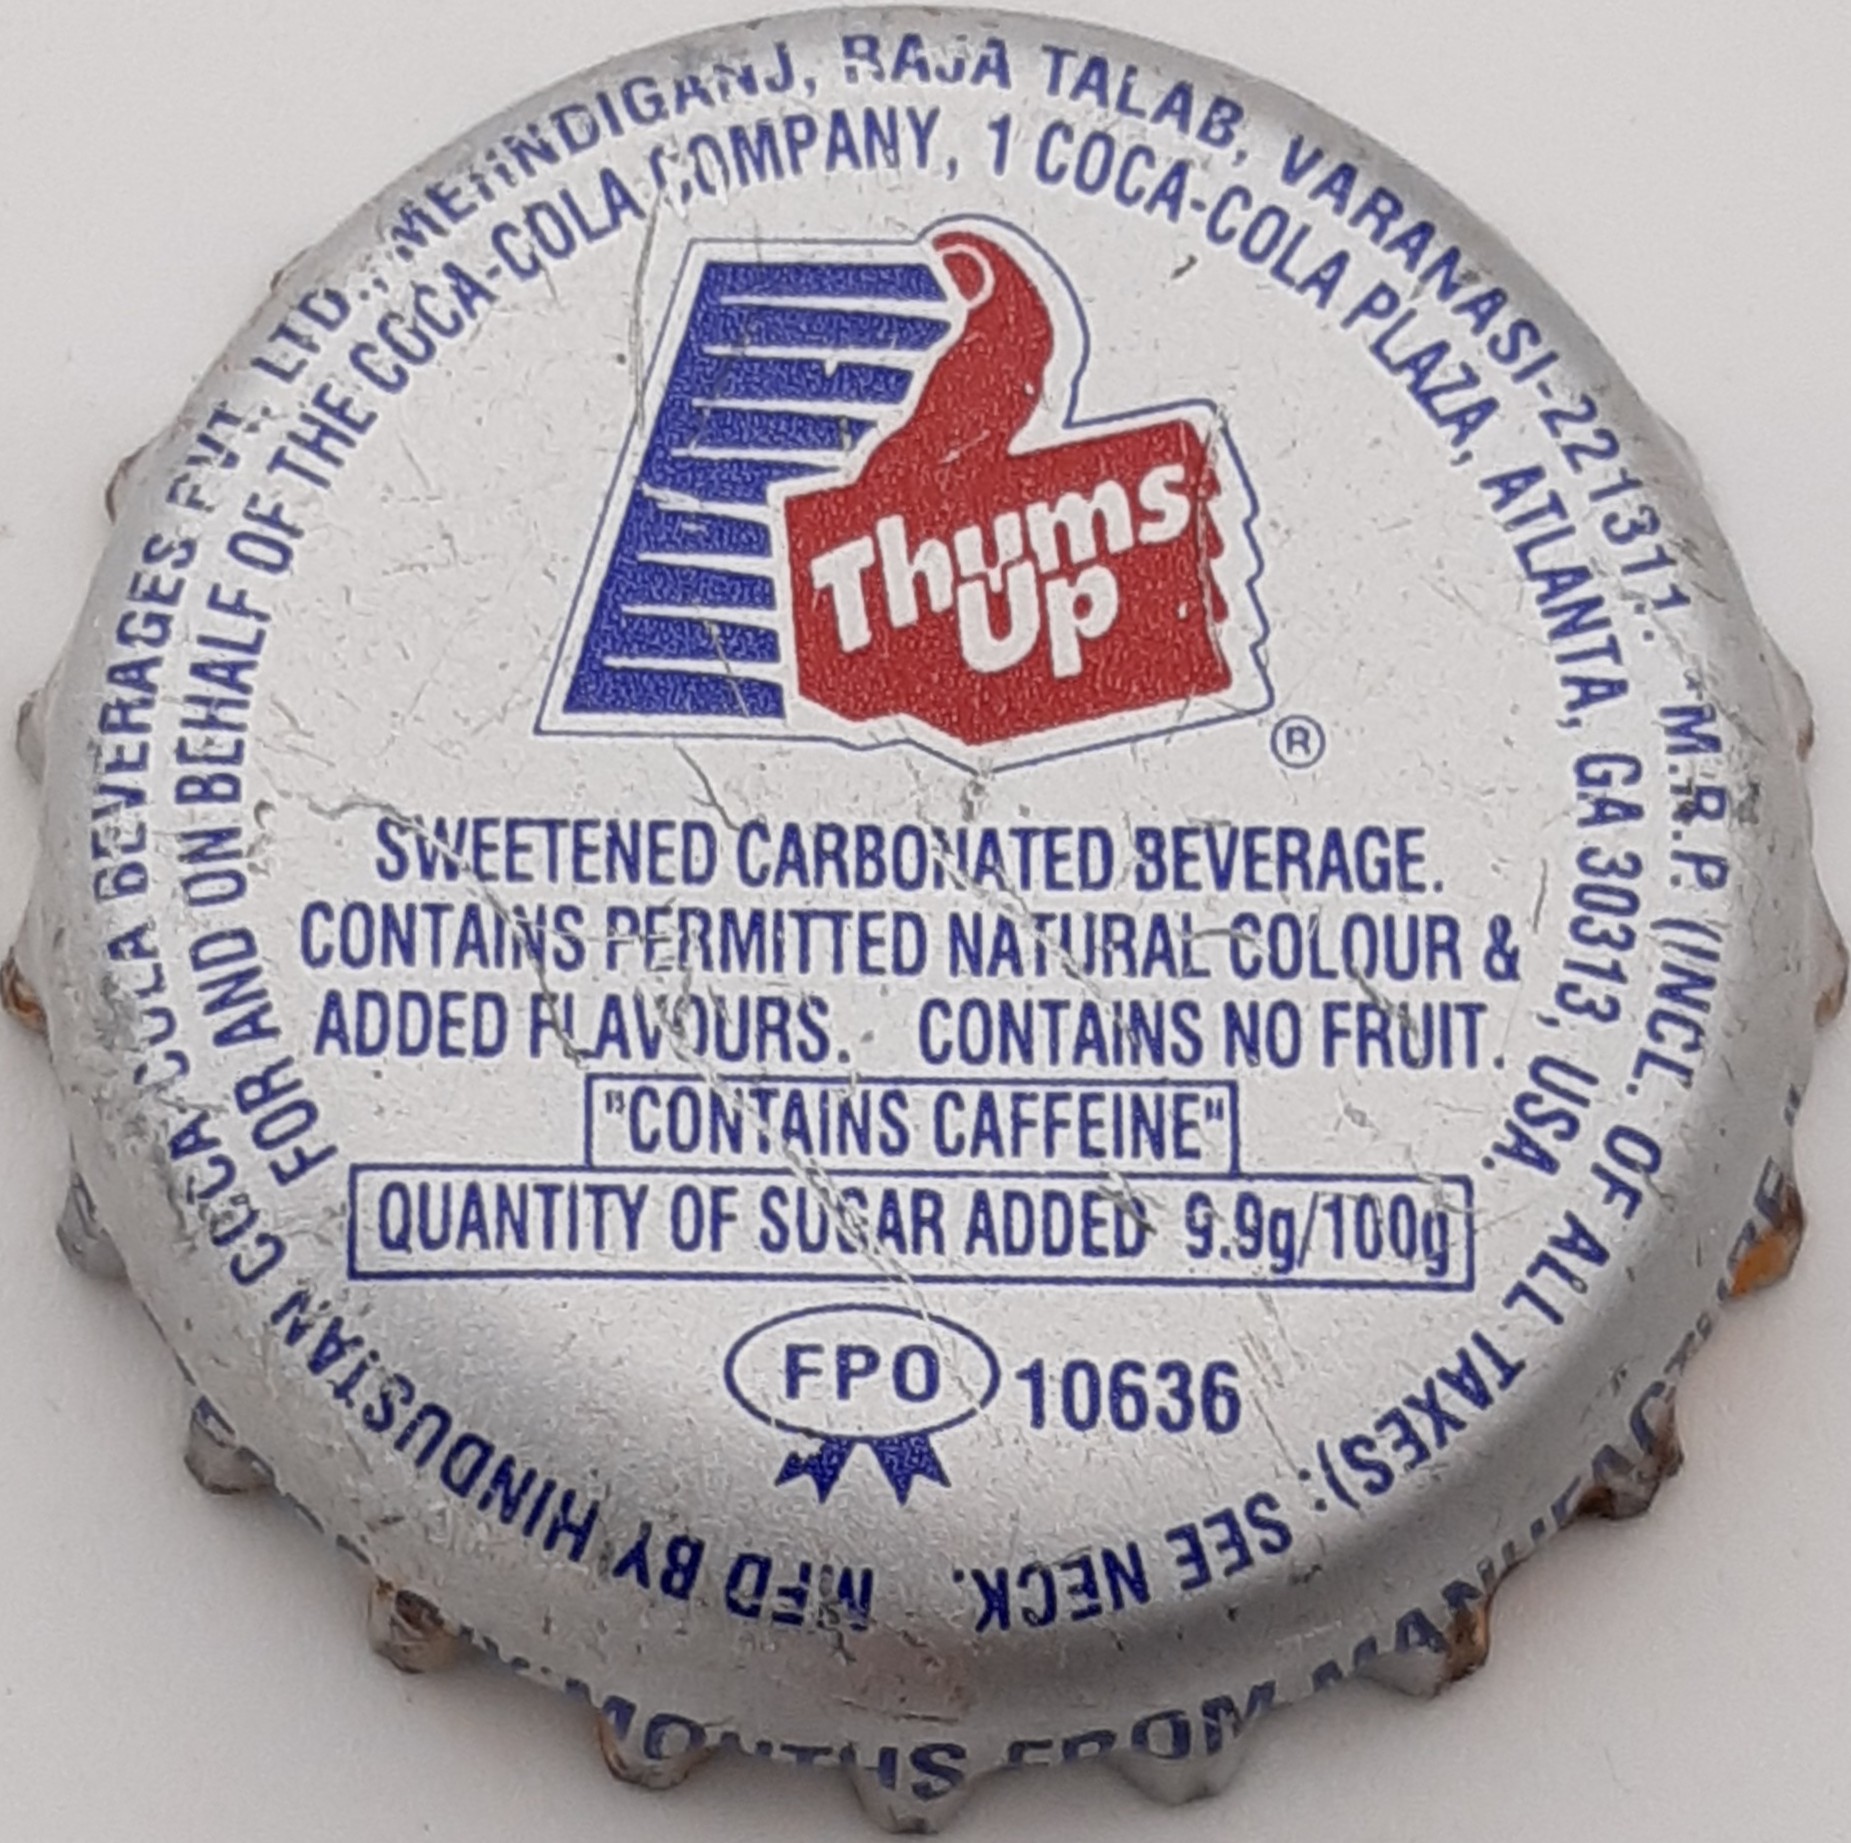 Thums
Up
®
SWEETENED CARBONATED BEVERAGE.
CONTAINS PERMITTED NATURAL COLOUR &
ADDED FLAVOURS. CONTAINS NO FRUIT.
"CONTAINS CAFFEINE"
QUANTITY OF SUGAR ADDED 9.9g/100g
FPO 10636
MFD BY HINDUSTAN COCA COLA BEVERAGES PVT. LTD., MEHNDIGANJ, RAJA TALAB, VARANASI-221311. M.R.P. (INCL. OF ALL TAXES): SEE NECK.
FOR AND ON BEHALF OF THE COCA-COLA COMPANY, 1 COCA-COLA PLAZA, ATLANTA, GA 30313, USA.
MONTHS FROM